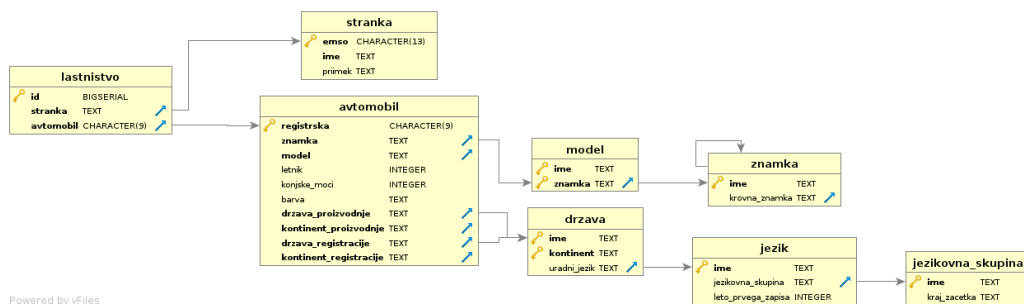 stranka
emso CHARACTER(13)
ime TEXT
priimek TEXT
lastnistvo
id BIGSERIAL
stranka TEXT
avtomobil CHARACTER(9)
avtomobil
registrska CHARACTER(9)
znamka TEXT
model TEXT
letnik INTEGER
konjske_moci INTEGER
barva TEXT
drzava_proizvodnje TEXT
kontinent_proizvodnje TEXT
drzava_registracije TEXT
kontinent_registracije TEXT
model
ime TEXT
znamka TEXT
znamka
ime TEXT
krovna_znamka TEXT
drzava
ime TEXT
kontinent TEXT
uradni_jezik TEXT
jezik
ime TEXT
jezikovna_skupina TEXT
leto_prvega_zapisa INTEGER
jezikovna_skupina
ime TEXT
kraj_zacetka TEXT
Powered by yFiles